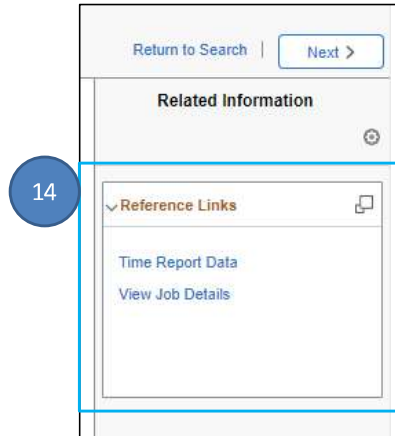 Return to Search | Next >
Related Information
14
Reference Links
Time Report Data
View Job Details